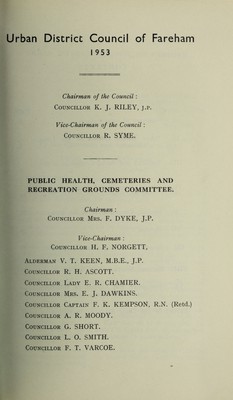 Urban District Council of Fareham
1953
Chairman of the Council :
Councillor K. J. RILEY, J.P.
Vice-Chairman of the Council :
Councillor R. SYME.
PUBLIC HEALTH, CEMETERIES AND
RECREATION GROUNDS COMMITTEE.
Chairman :
Councillor Mrs. F. DYKE, J.P.
Vice-Chairman :
Councillor H. F. NORGETT,
Alderman V. T. KEEN, M.B.E., J.P.
Councillor R. H. ASCOTT.
Councillor Lady E. R. CHAMIER.
Councillor Mrs. E. J. DAWKINS.
Councillor Captain F. K. KEMPSON, R.N. (Retd.)
Councillor A. R. MOODY.
Councillor G. SHORT.
Councillor L. O. SMITH.
Councillor F. T. VARCOE.